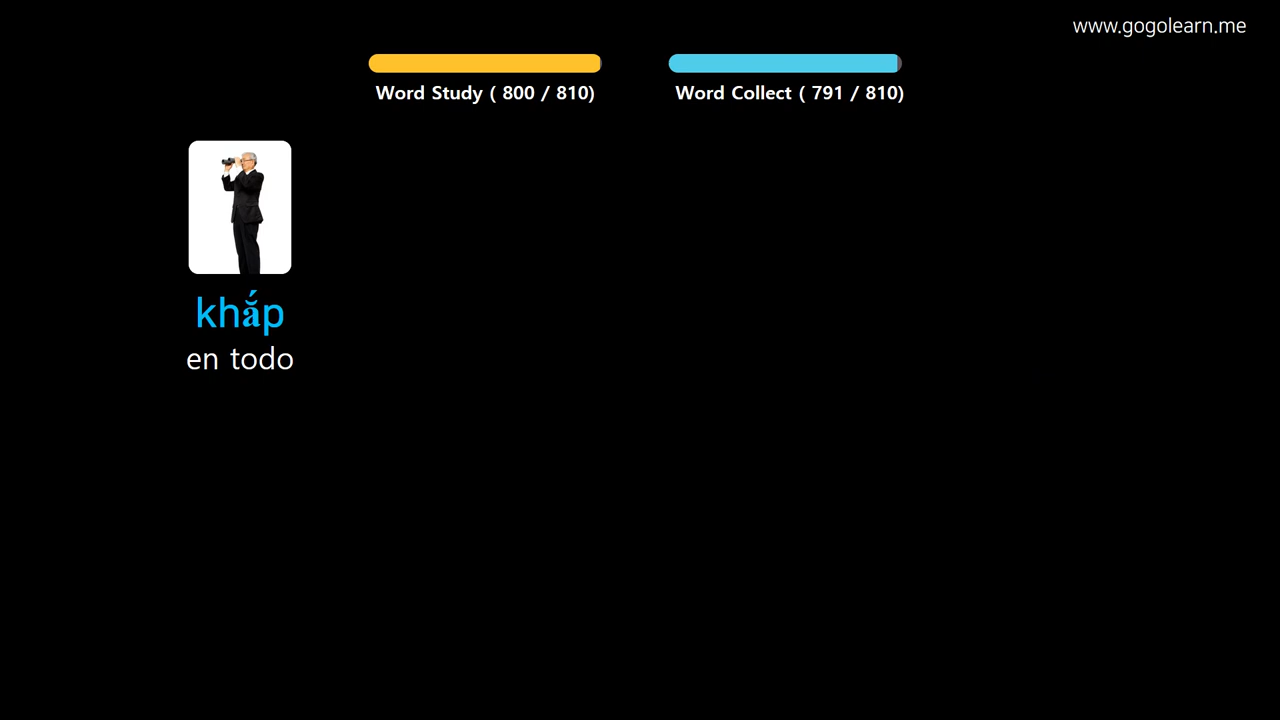 www.gogolearn.me
Word Study ( 800 / 810)
Word Collect ( 791 / 810)
khắp
en todo